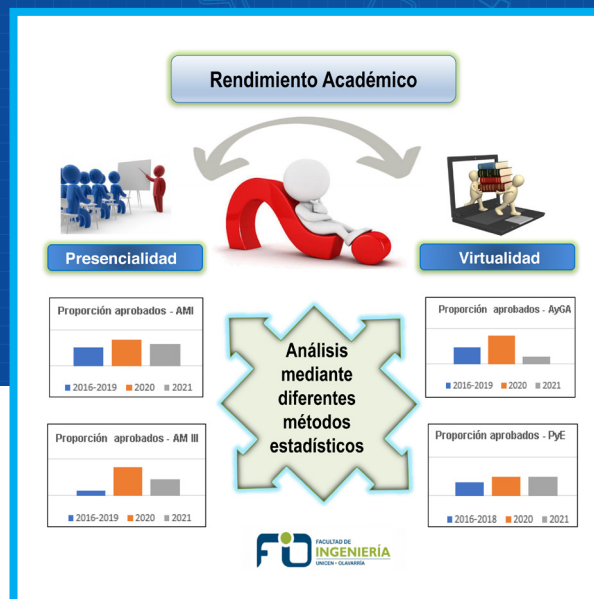 Rendimiento Académico
Presencialidad
Virtualidad
Proporción aprobados - AMI
2016-2019 2020 2021
Proporción aprobados - AyGA
2016-2019 2020 2021
Análisis
mediante
diferentes
métodos
estadísticos
Proporción aprobados - AM III
2016-2019 2020 2021
Proporción aprobados - PyE
2016-2018 2020 2021
FIO
FACULTAD DE
INGENIERÍA
UNICEN - OLAVARRÍA